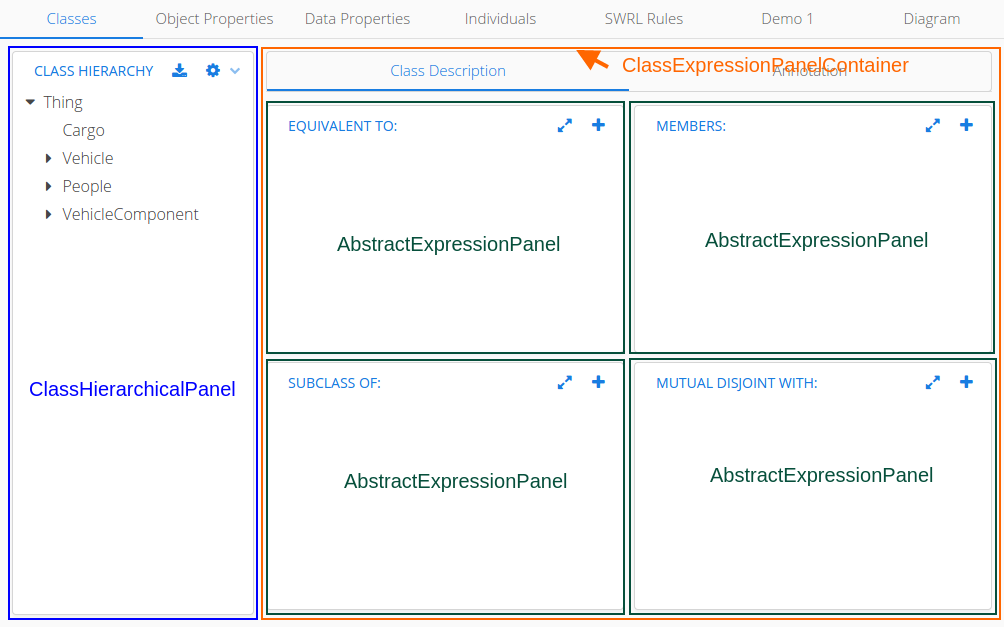 Classes Object Properties Data Properties Individuals SWRL Rules Demo 1 Diagram
CLASS HIERARCHY
Thing
Cargo
Vehicle
People
VehicleComponent
ClassHierarchicalPanel
Class Description
Annotation
ClassExpressionPanelContainer
EQUIVALENT TO:
AbstractExpressionPanel
MEMBERS:
AbstractExpressionPanel
SUBCLASS OF:
AbstractExpressionPanel
MUTUAL DISJOINT WITH:
AbstractExpressionPanel